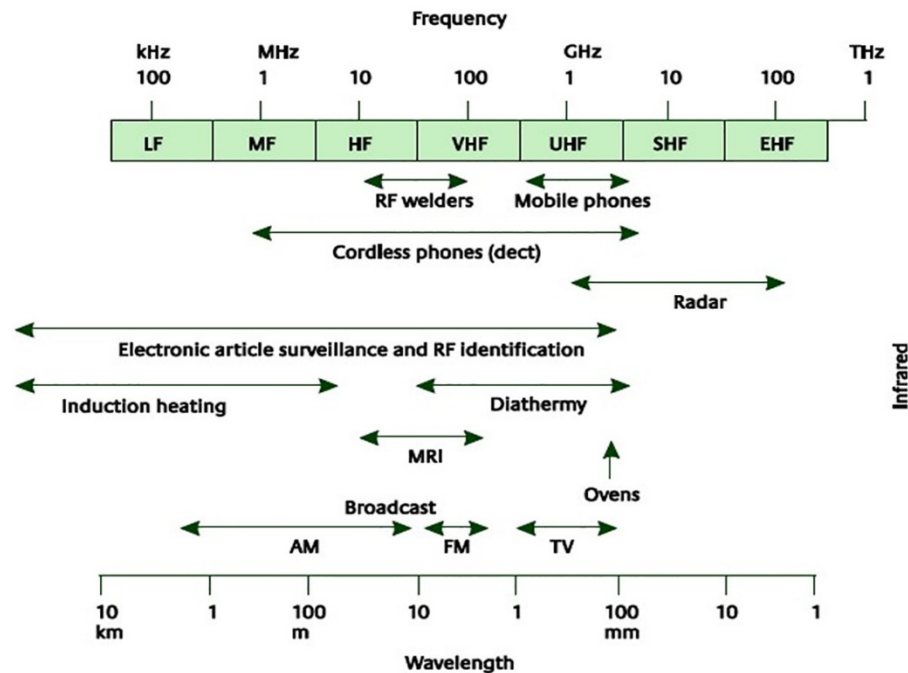 Frequency
kHz MHz GHz THz
100 1 10 100 1 10 100 1
LF MF HF VHF UHF SHF EHF
RF welders Mobile phones
Cordless phones (dect)
Radar
Electronic article surveillance and RF identification
Induction heating Diathermy
Infrared
MRI
Ovens
Broadcast
AM FM TV
10 1 100 10 1 100 10 1
km m mm
Wavelength